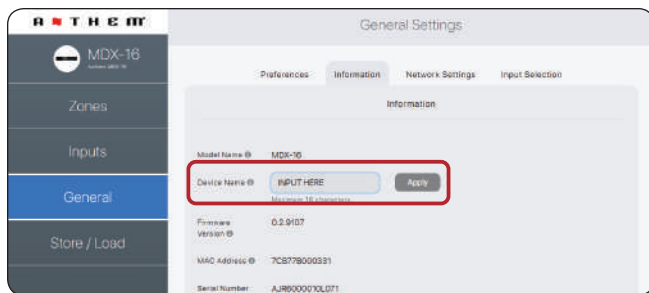 ANTHEM
General Settings
MDX-16
Preferences Information Network Settings Input Selection
Zones
Information
Inputs
Model Name MDX-16
Device Name INPUT HERE Apply
Maximum 16 characters
General
Firmware Version 0.2.9107
Store / Load
MAC Address 7CB77B000331
Serial Number AJR6000010L071